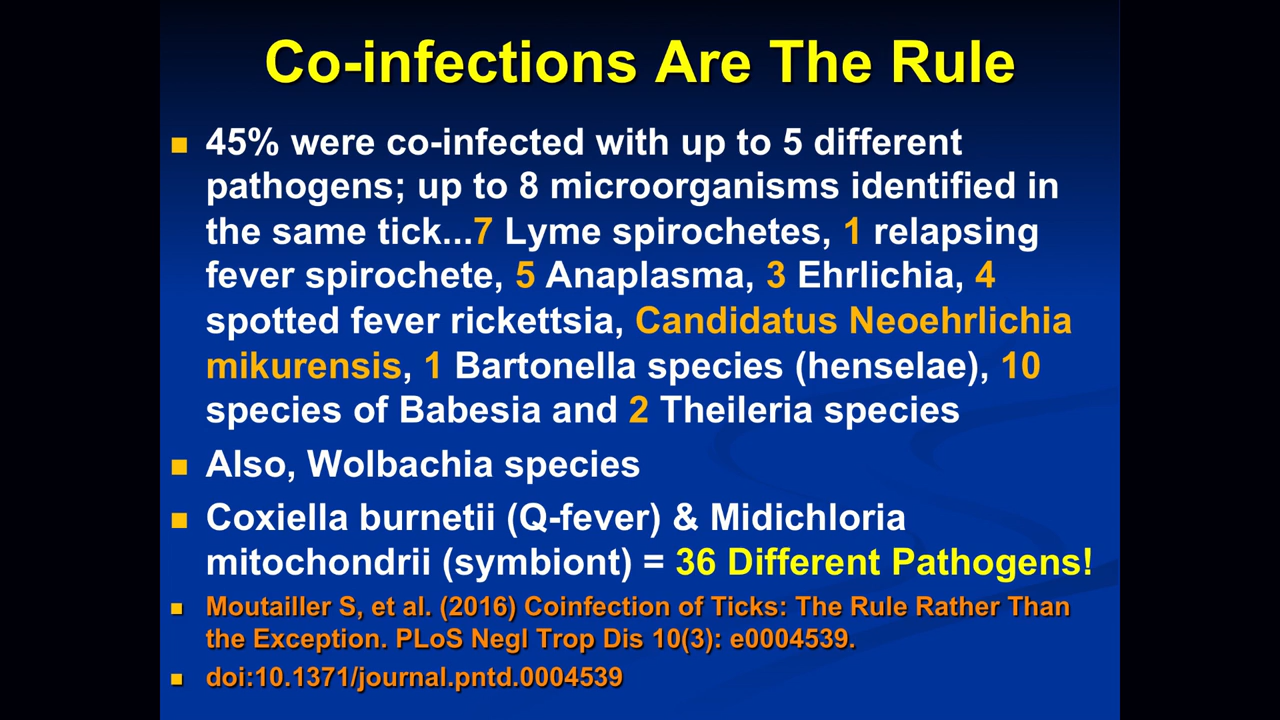 Co-infections Are The Rule
45% were co-infected with up to 5 different
pathogens; up to 8 microorganisms identified in
the same tick...7 Lyme spirochetes, 1 relapsing
fever spirochete, 5 Anaplasma, 3 Ehrlichia, 4
spotted fever rickettsia, Candidatus Neoehrlichia
mikurensis, 1 Bartonella species (henselae), 10
species of Babesia and 2 Theileria species
Also, Wolbachia species
Coxiella burnetii (Q-fever) & Midichloria
mitochondrii (symbiont) = 36 Different Pathogens!
Moutailler S, et al. (2016) Coinfection of Ticks: The Rule Rather Than
the Exception. PLoS Negl Trop Dis 10(3): e0004539.
doi:10.1371/journal.pntd.0004539